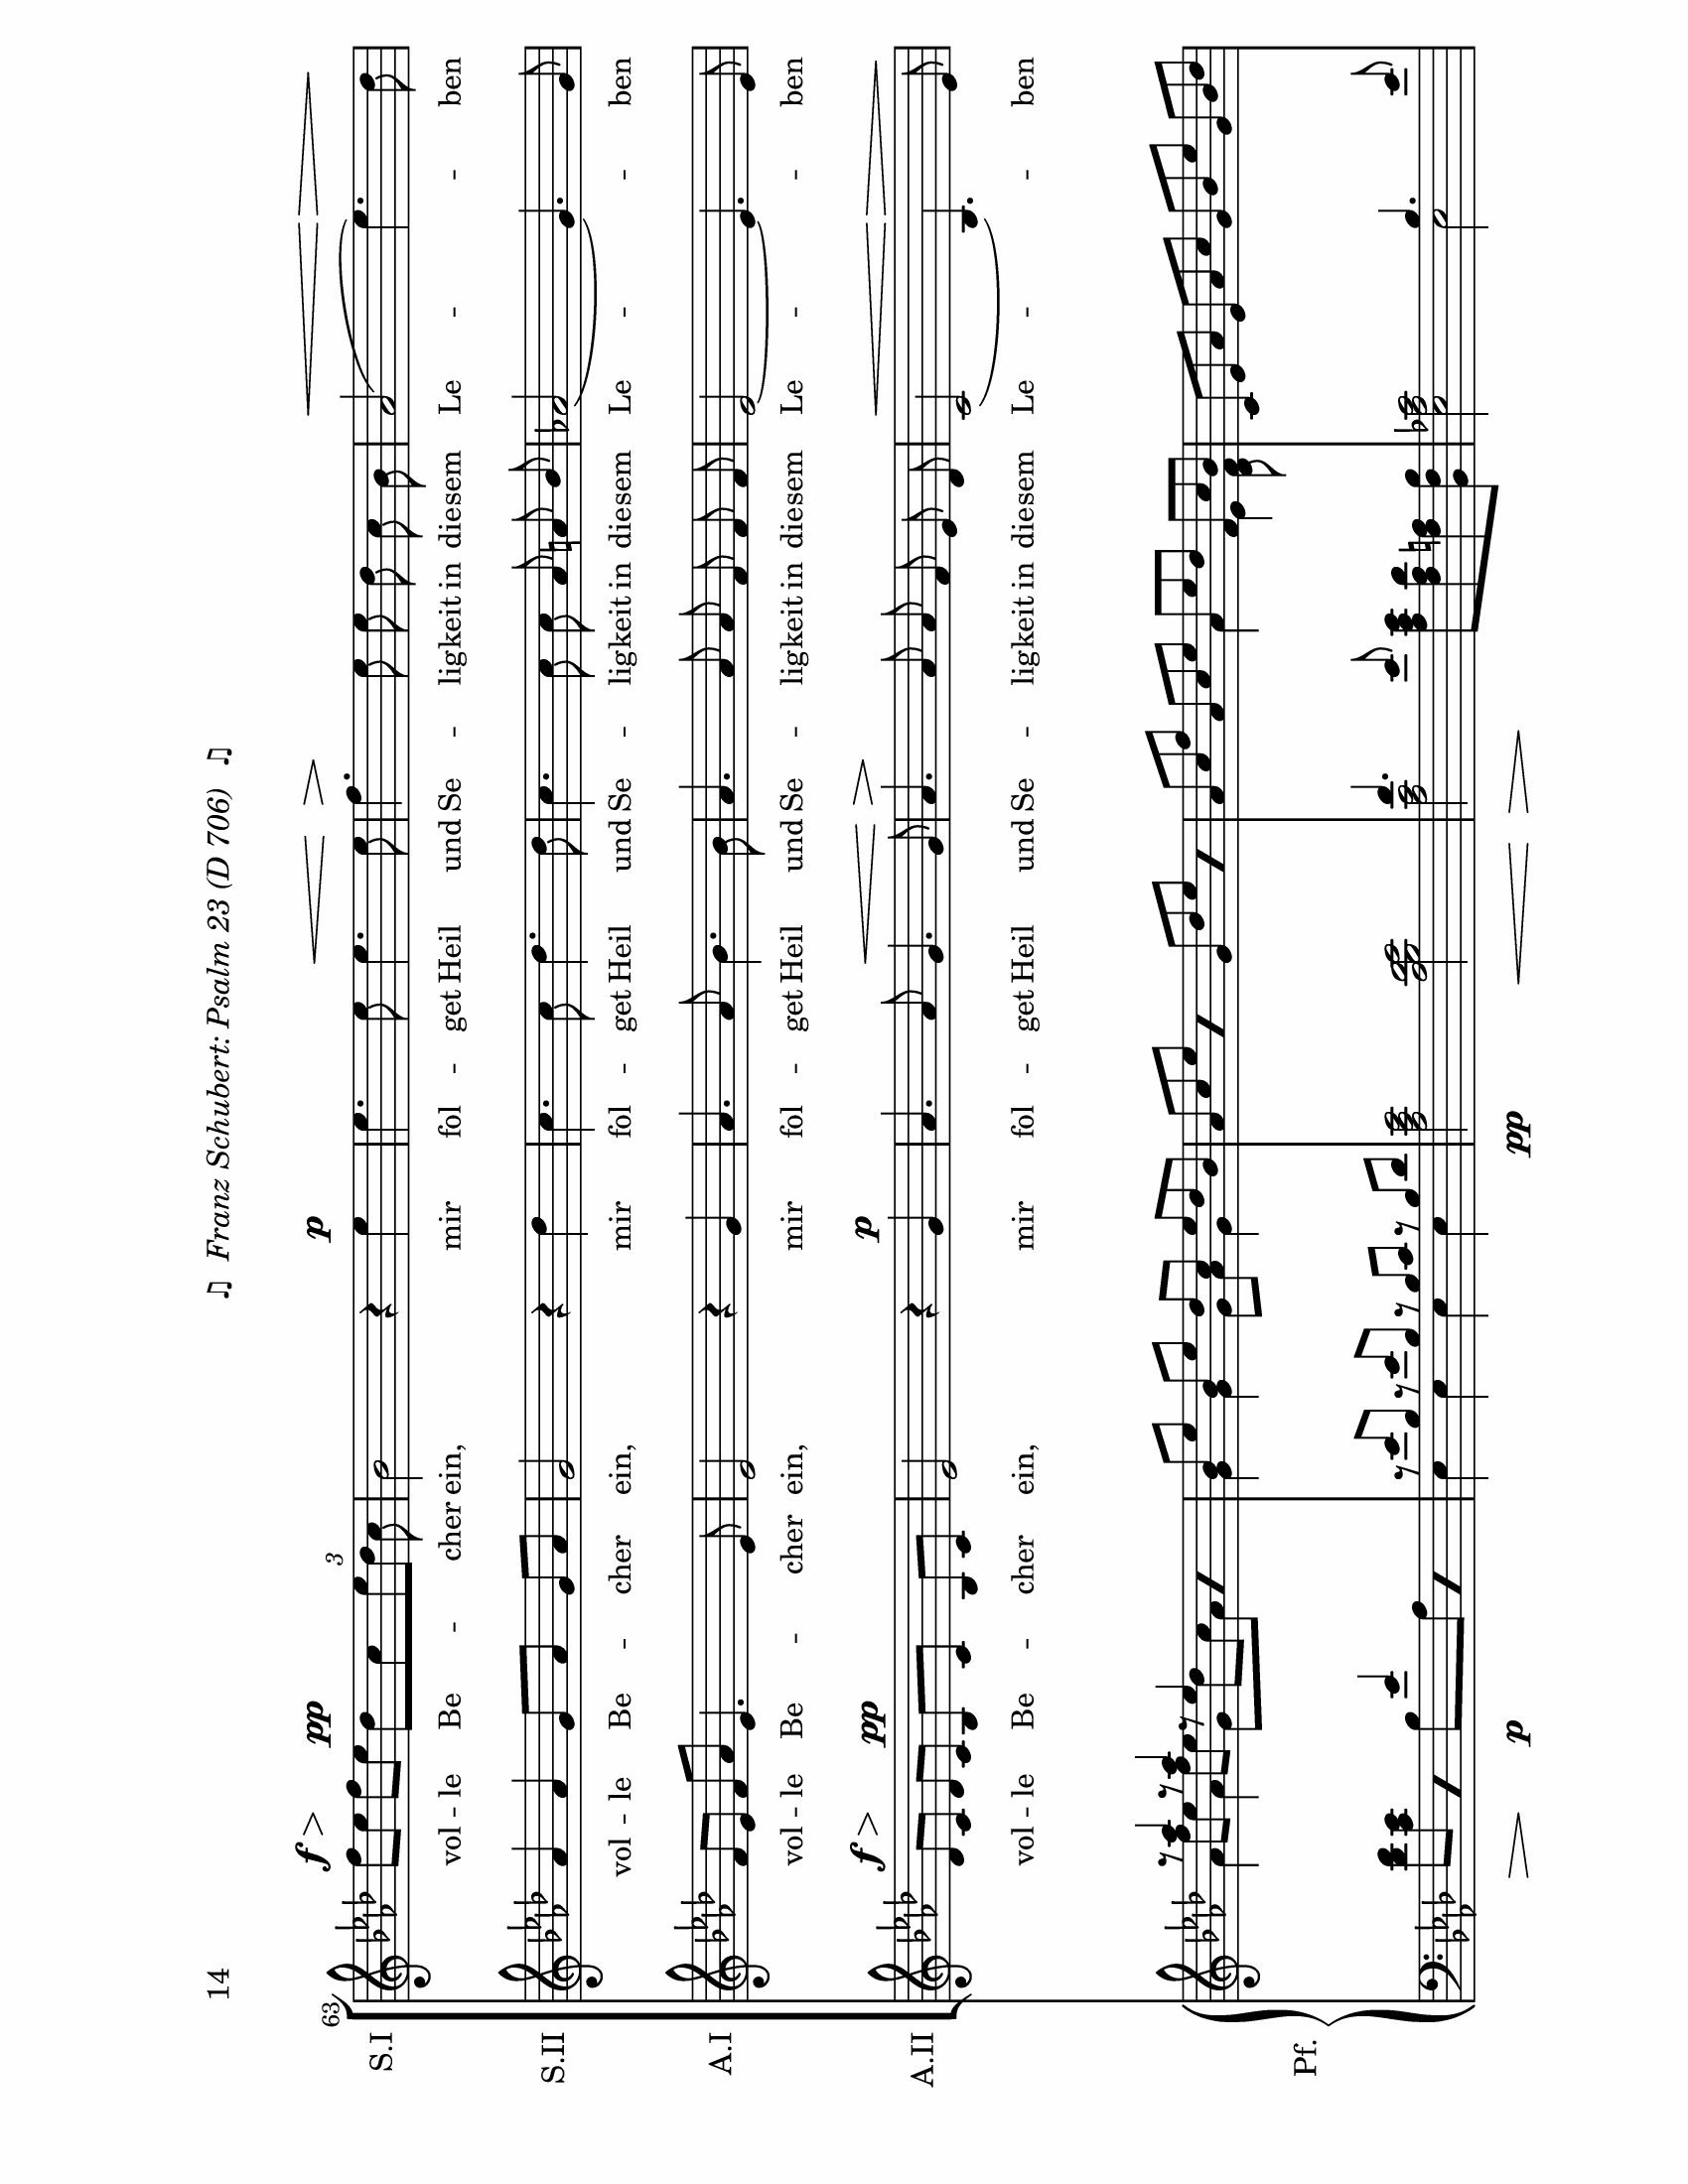 14
♫ Franz Schubert: Psalm 23 (D 706) ♫
63
f > pp p
S.I
3
vol - le Be - cher ein, mir fol - get Heil und Se - ligkeit in diesem Le - - ben
S.II
vol - le Be - cher ein, mir fol - get Heil und Se - ligkeit in diesem Le - - ben
A.I
vol - le Be - cher ein, mir fol - get Heil und Se - ligkeit in diesem Le - - ben
f > pp p
A.II
vol - le Be - cher ein, mir fol - get Heil und Se - ligkeit in diesem Le - - ben
Pf.
p pp